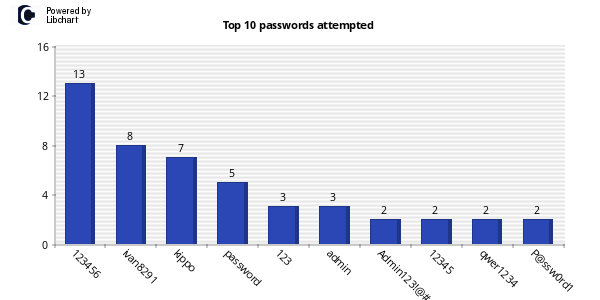 Powered by
Libchart
Top 10 passwords attempted
16
12
8
4
0
13
8
7
5
3
3
2
2
2
2
123456
ivan8291
kippo
password
123
admin
Admin123!@#
12345
qwer1234
P@ssw0rd!